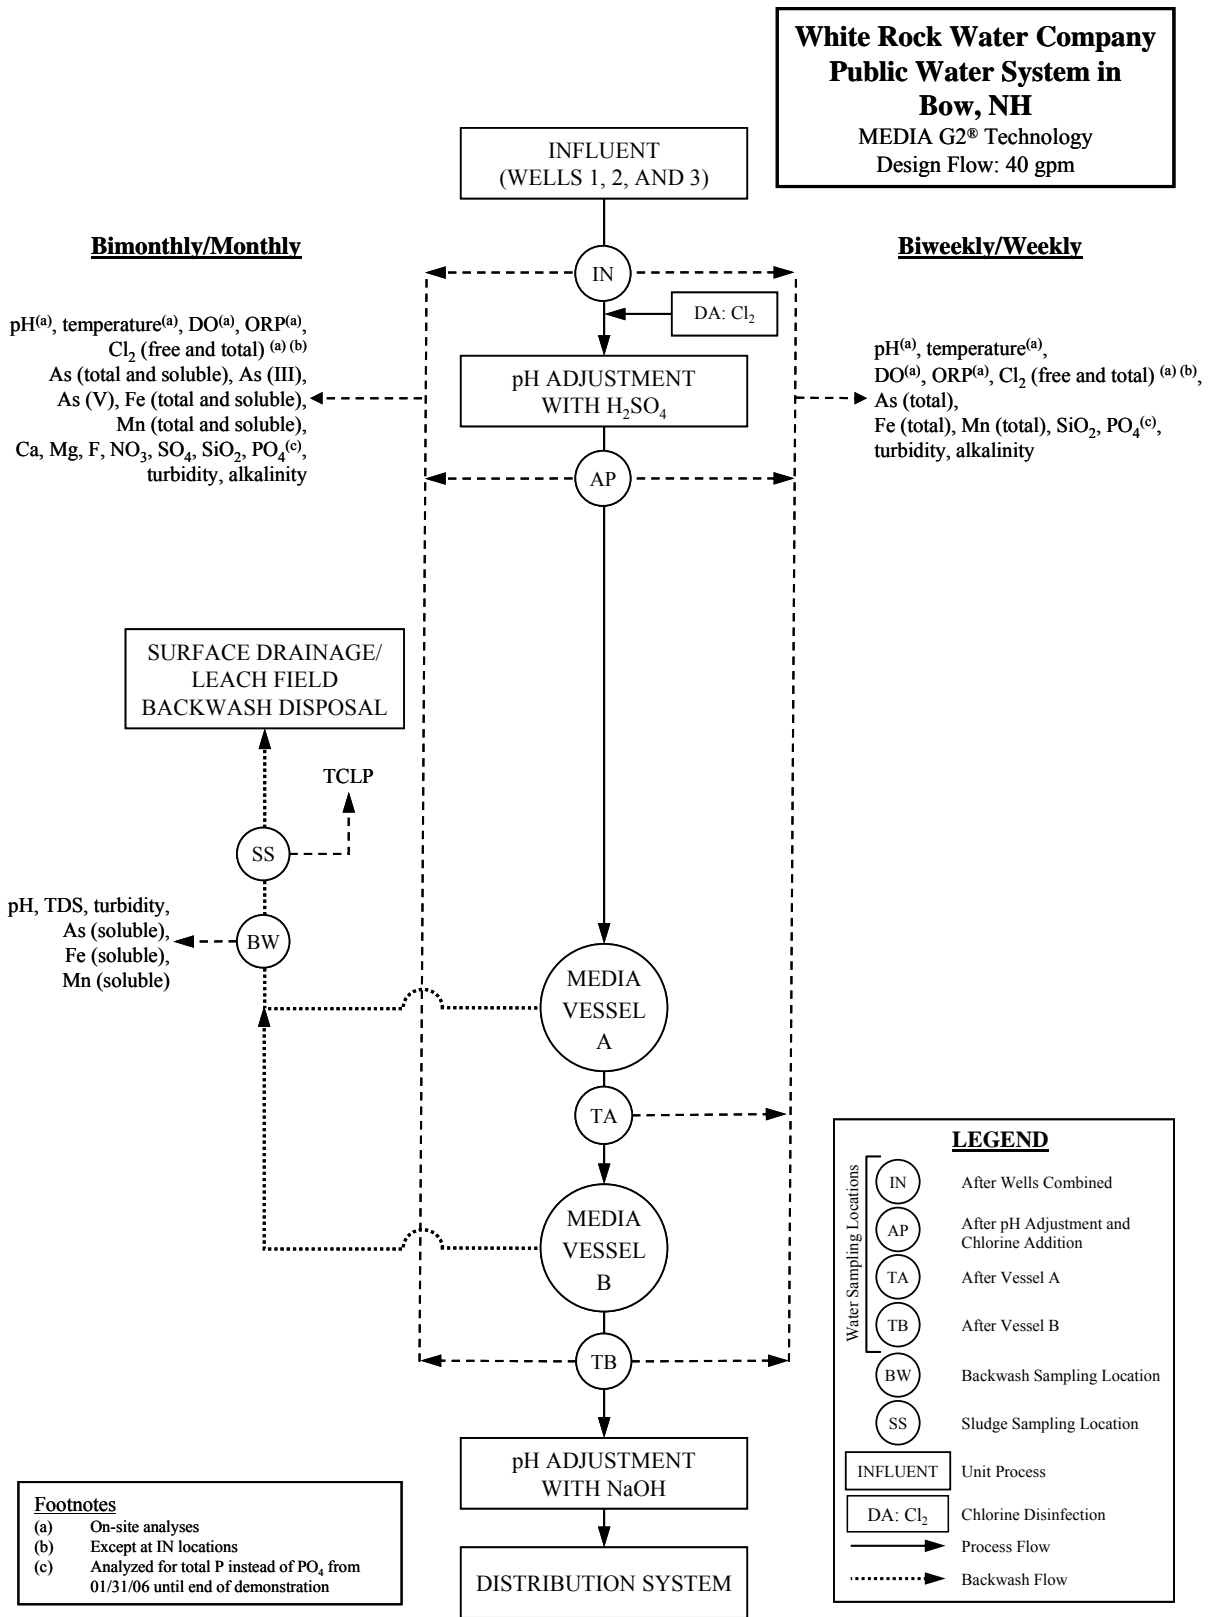 White Rock Water Company
Public Water System in
Bow, NH
MEDIA G2® Technology
Design Flow: 40 gpm
INFLUENT
(WELLS 1, 2, AND 3)
Bimonthly/Monthly
Biweekly/Weekly
IN
DA: Cl₂
pH⁽ᵃ⁾, temperature⁽ᵃ⁾, DO⁽ᵃ⁾, ORP⁽ᵃ⁾,
Cl₂ (free and total) ⁽ᵃ⁾ ⁽ᵇ⁾
As (total and soluble), As (III),
As (V), Fe (total and soluble),
Mn (total and soluble),
Ca, Mg, F, NO₃, SO₄, SiO₂, PO₄⁽ᶜ⁾,
turbidity, alkalinity
pH ADJUSTMENT
WITH H₂SO₄
pH⁽ᵃ⁾, temperature⁽ᵃ⁾,
DO⁽ᵃ⁾, ORP⁽ᵃ⁾, Cl₂ (free and total) ⁽ᵃ⁾ ⁽ᵇ⁾,
As (total),
Fe (total), Mn (total), SiO₂, PO₄⁽ᶜ⁾,
turbidity, alkalinity
AP
SURFACE DRAINAGE/
LEACH FIELD
BACKWASH DISPOSAL
TCLP
SS
pH, TDS, turbidity,
As (soluble),
Fe (soluble),
Mn (soluble)
BW
MEDIA
VESSEL
A
TA
MEDIA
VESSEL
B
TB
pH ADJUSTMENT
WITH NaOH
DISTRIBUTION SYSTEM
LEGEND
Water Sampling Locations
IN After Wells Combined
AP After pH Adjustment and
Chlorine Addition
TA After Vessel A
TB After Vessel B
BW Backwash Sampling Location
SS Sludge Sampling Location
INFLUENT Unit Process
DA: Cl₂ Chlorine Disinfection
Process Flow
Backwash Flow
Footnotes
(a) On-site analyses
(b) Except at IN locations
(c) Analyzed for total P instead of PO₄ from
01/31/06 until end of demonstration